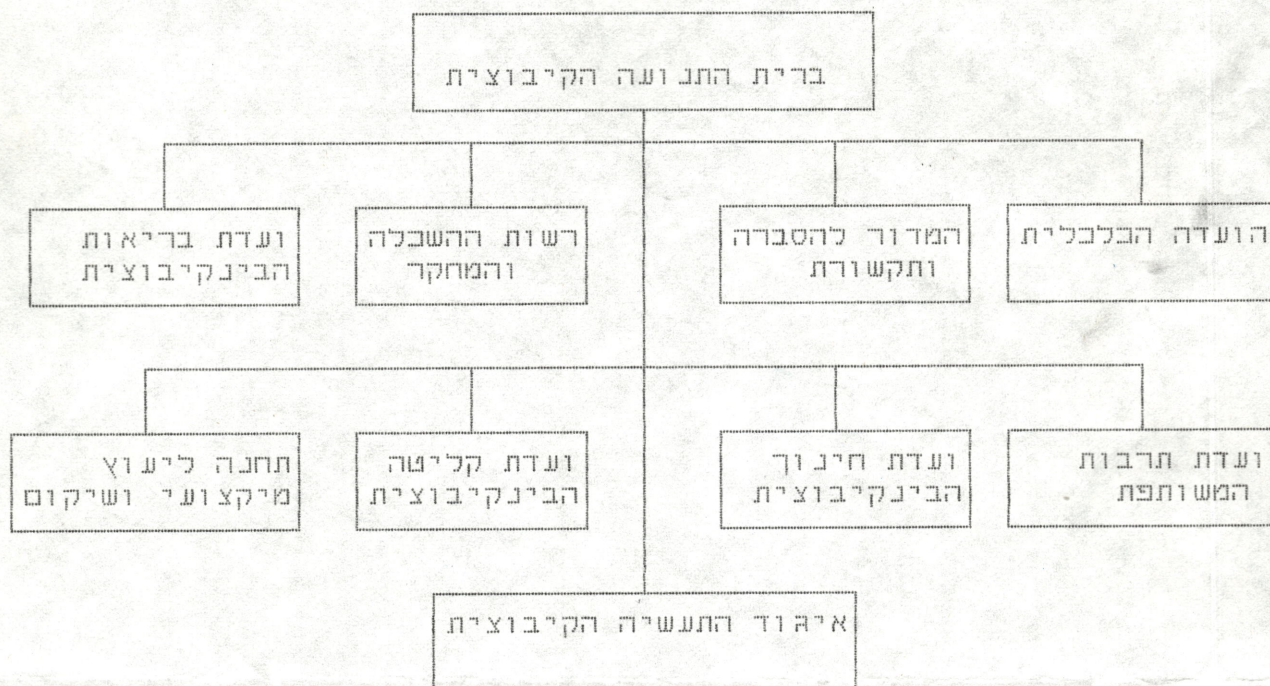 ברית התנועה הקיבוצית
הועדה הכלכלית
המדור להסברה
ותקשורת
רשות ההשכלה
והמחקר
ועדת בריאות
הבינקיבוצית
ועדת תרבות
המשותפת
ועדת חינוך
הבינקיבוצית
ועדת קליטה
הבינקיבוצית
תחנה ליעוץ
מיקצועי ושיקום
איגוד התעשיה הקיבוצית